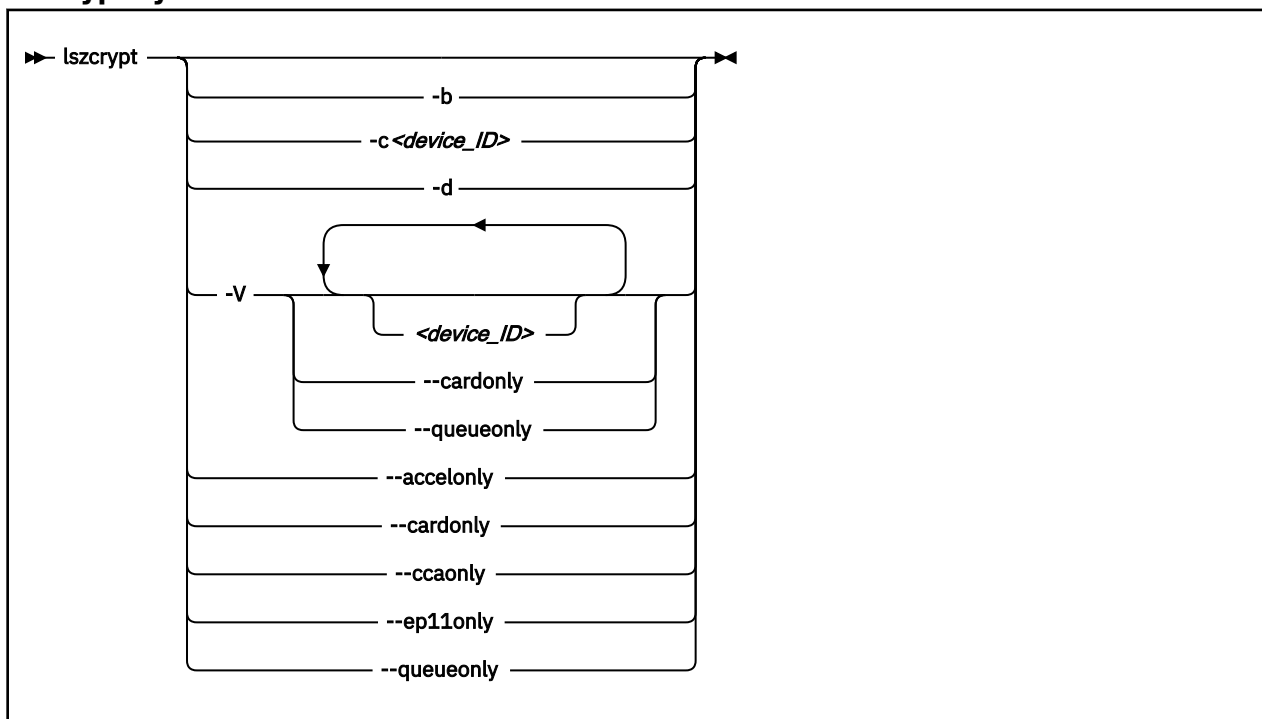 lszcrypt
-b
-c<device_ID>
-d
-V
<device_ID>
--cardonly
--queueonly
--accelonly
--cardonly
--ccaonly
--ep11only
--queueonly